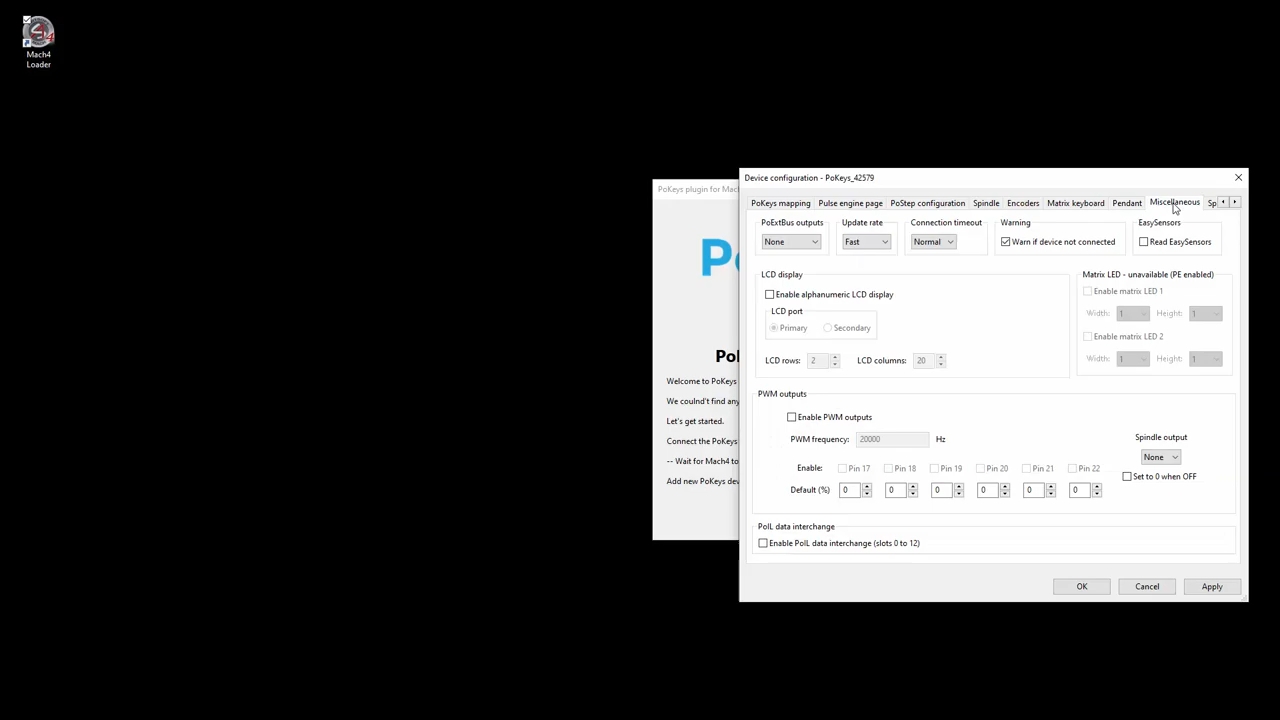 Mach4
Loader
PoKeys plugin for Mac
Po
Po
Welcome to PoKeys
We coulnd't find any
Let's get started.
Connect the PoKeys
-- Wait for Mach4 to
Add new PoKeys dev
Device configuration - PoKeys_42579
PoKeys mapping Pulse engine page PoStep configuration Spindle Encoders Matrix keyboard Pendant Miscellaneous Sp
PoExtBus outputs Update rate Connection timeout Warning EasySensors
None Fast Normal Warn if device not connected Read EasySensors
LCD display Matrix LED - unavailable (PE enabled)
Enable alphanumeric LCD display Enable matrix LED 1
LCD port Width: 1 Height: 1
Primary Secondary
Enable matrix LED 2
LCD rows: 2 LCD columns: 20 Width: 1 Height: 1
PWM outputs
Enable PWM outputs
PWM frequency: 20000 Hz
Spindle output
None
Enable: Pin 17 Pin 18 Pin 19 Pin 20 Pin 21 Pin 22
Set to 0 when OFF
Default (%) 0 0 0 0 0 0
PoIL data interchange
Enable PoIL data interchange (slots 0 to 12)
OK Cancel Apply